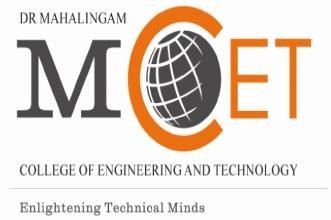 DR MAHALINGAM
MCET
COLLEGE OF ENGINEERING AND TECHNOLOGY
Enlightening Technical Minds